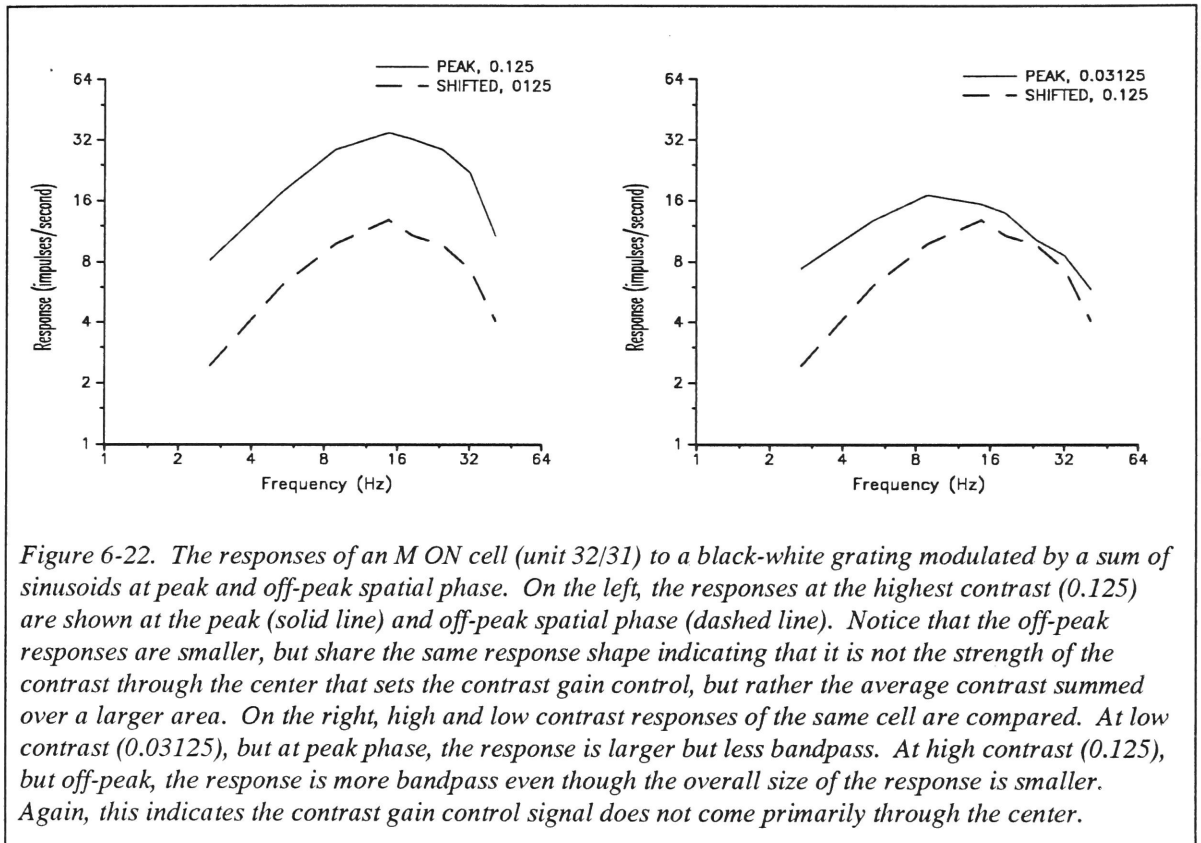 PEAK, 0.125
SHIFTED, 0125
64
32
16
8
4
2
1
Response (impulses/second)
1 2 4 8 16 32 64
Frequency (Hz)
PEAK, 0.03125
SHIFTED, 0.125
64
32
16
8
4
2
1
Response (impulses/second)
1 2 4 8 16 32 64
Frequency (Hz)
Figure 6-22. The responses of an M ON cell (unit 32/31) to a black-white grating modulated by a sum of
sinusoids at peak and off-peak spatial phase. On the left, the responses at the highest contrast (0.125)
are shown at the peak (solid line) and off-peak spatial phase (dashed line). Notice that the off-peak
responses are smaller, but share the same response shape indicating that it is not the strength of the
contrast through the center that sets the contrast gain control, but rather the average contrast summed
over a larger area. On the right, high and low contrast responses of the same cell are compared. At low
contrast (0.03125), but at peak phase, the response is larger but less bandpass. At high contrast (0.125),
but off-peak, the response is more bandpass even though the overall size of the response is smaller.
Again, this indicates the contrast gain control signal does not come primarily through the center.